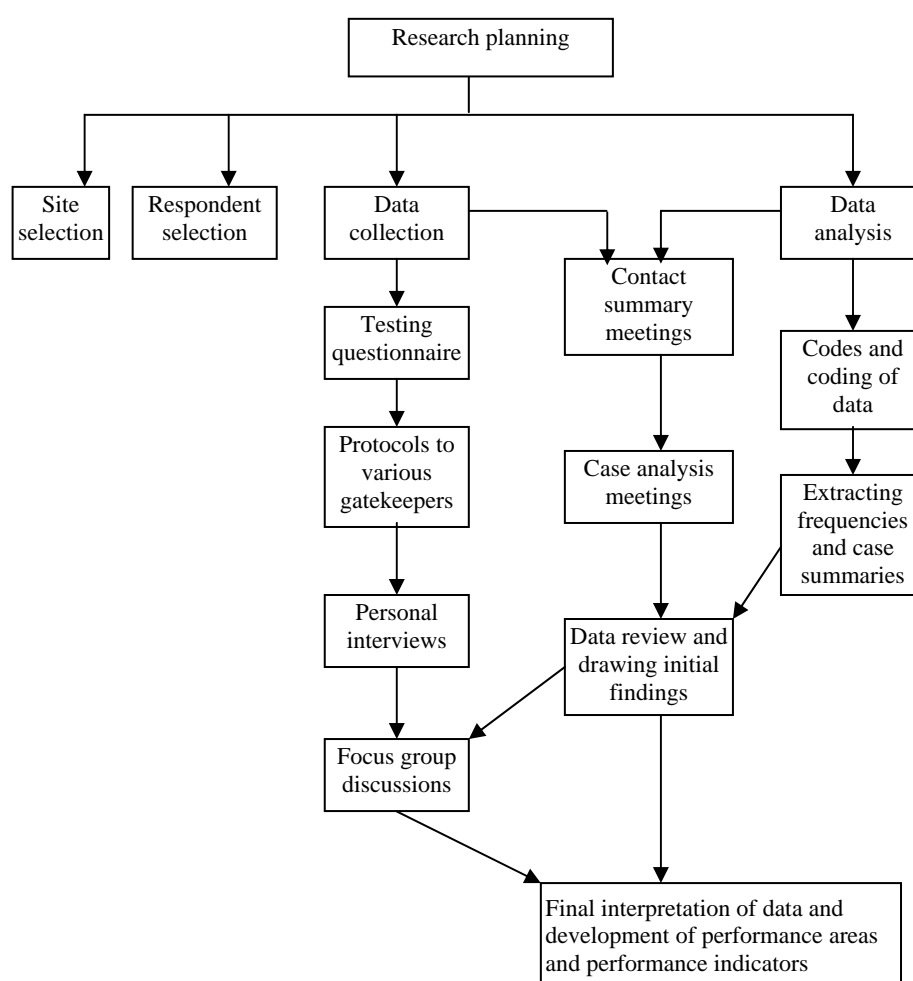 Research planning
Site
selection
Respondent
selection
Data
collection
Data
analysis
Contact
summary
meetings
Testing
questionnaire
Codes and
coding of
data
Protocols to
various
gatekeepers
Case analysis
meetings
Extracting
frequencies
and case
summaries
Personal
interviews
Data review and
drawing initial
findings
Focus group
discussions
Final interpretation of data and
development of performance areas
and performance indicators